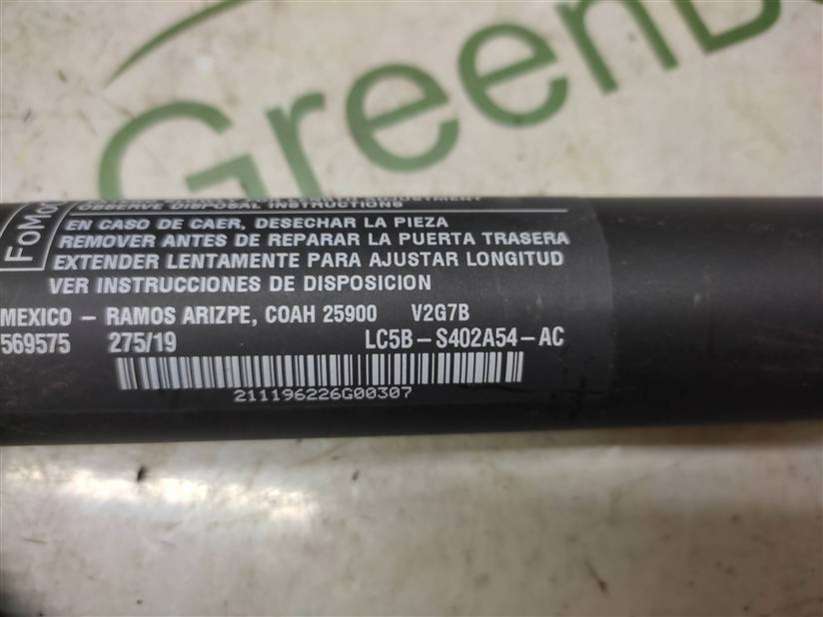 Green
FoMo
OBSERVE DISPOSAL INSTRUCTIONS
EN CASO DE CAER, DESECHAR LA PIEZA
REMOVER ANTES DE REPARAR LA PUERTA TRASERA
EXTENDER LENTAMENTE PARA AJUSTAR LONGITUD
VER INSTRUCCIONES DE DISPOSICION
MEXICO – RAMOS ARIZPE, COAH 25900 V2G7B
569575 275/19 LC5B – S402A54 – AC
211196226G00307